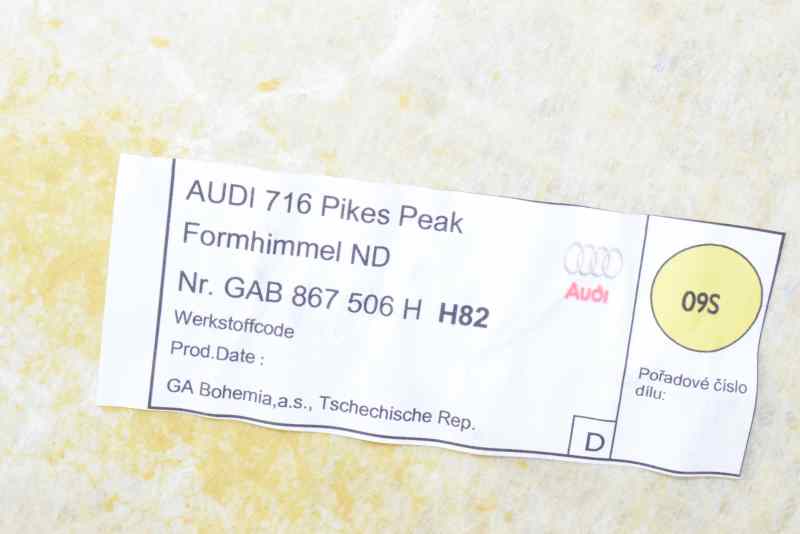 AUDI 716 Pikes Peak
Formhimmel ND
Nr. GAB 867 506 H H82
Werkstoffcode
Prod.Date :
GA Bohemia,a.s., Tschechische Rep.
D
Audi
09S
Pořadové číslo
dílu: